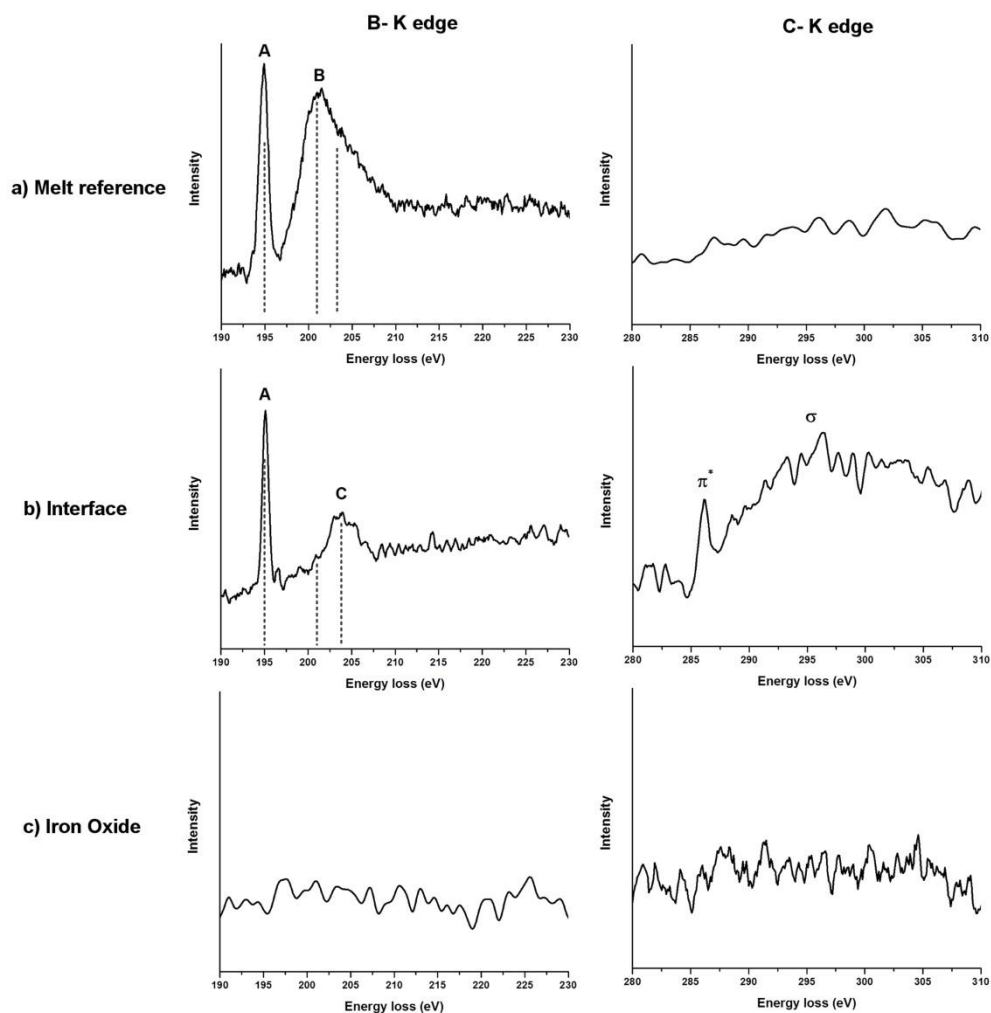 B- K edge
C- K edge
a) Melt reference
A
B
Intensity
190 195 200 205 210 215 220 225 230
Energy loss (eV)
Intensity
280 285 290 295 300 305 310
Energy loss (eV)
b) Interface
A
C
Intensity
190 195 200 205 210 215 220 225 230
Energy loss (eV)
π*
σ
Intensity
280 285 290 295 300 305 310
Energy loss (eV)
c) Iron Oxide
Intensity
190 195 200 205 210 215 220 225 230
Energy loss (eV)
Intensity
280 285 290 295 300 305 310
Energy loss (eV)